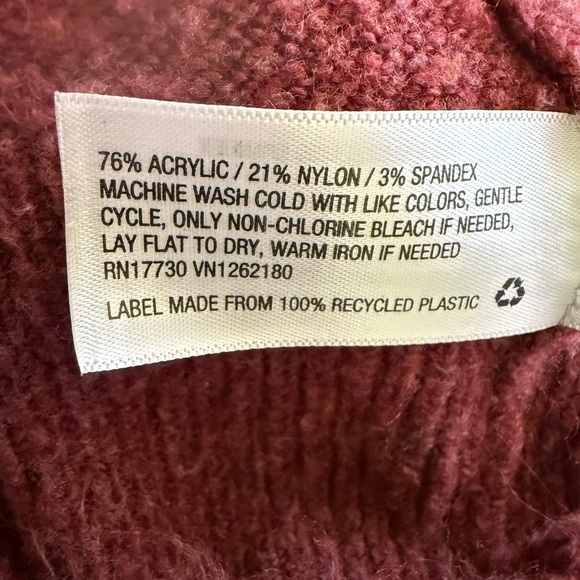 76% ACRYLIC / 21% NYLON / 3% SPANDEX
MACHINE WASH COLD WITH LIKE COLORS, GENTLE
CYCLE, ONLY NON-CHLORINE BLEACH IF NEEDED,
LAY FLAT TO DRY, WARM IRON IF NEEDED
RN17730 VN1262180
LABEL MADE FROM 100% RECYCLED PLASTIC